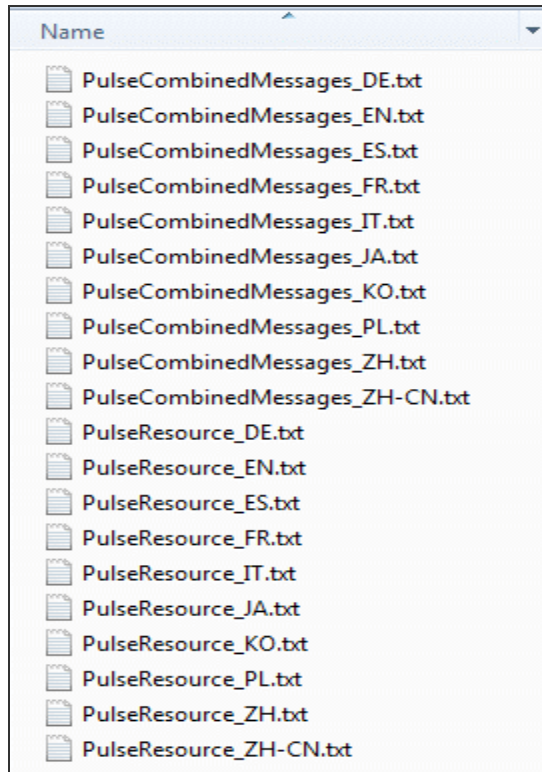 Name
PulseCombinedMessages_DE.txt
PulseCombinedMessages_EN.txt
PulseCombinedMessages_ES.txt
PulseCombinedMessages_FR.txt
PulseCombinedMessages_IT.txt
PulseCombinedMessages_JA.txt
PulseCombinedMessages_KO.txt
PulseCombinedMessages_PL.txt
PulseCombinedMessages_ZH.txt
PulseCombinedMessages_ZH-CN.txt
PulseResource_DE.txt
PulseResource_EN.txt
PulseResource_ES.txt
PulseResource_FR.txt
PulseResource_IT.txt
PulseResource_JA.txt
PulseResource_KO.txt
PulseResource_PL.txt
PulseResource_ZH.txt
PulseResource_ZH-CN.txt